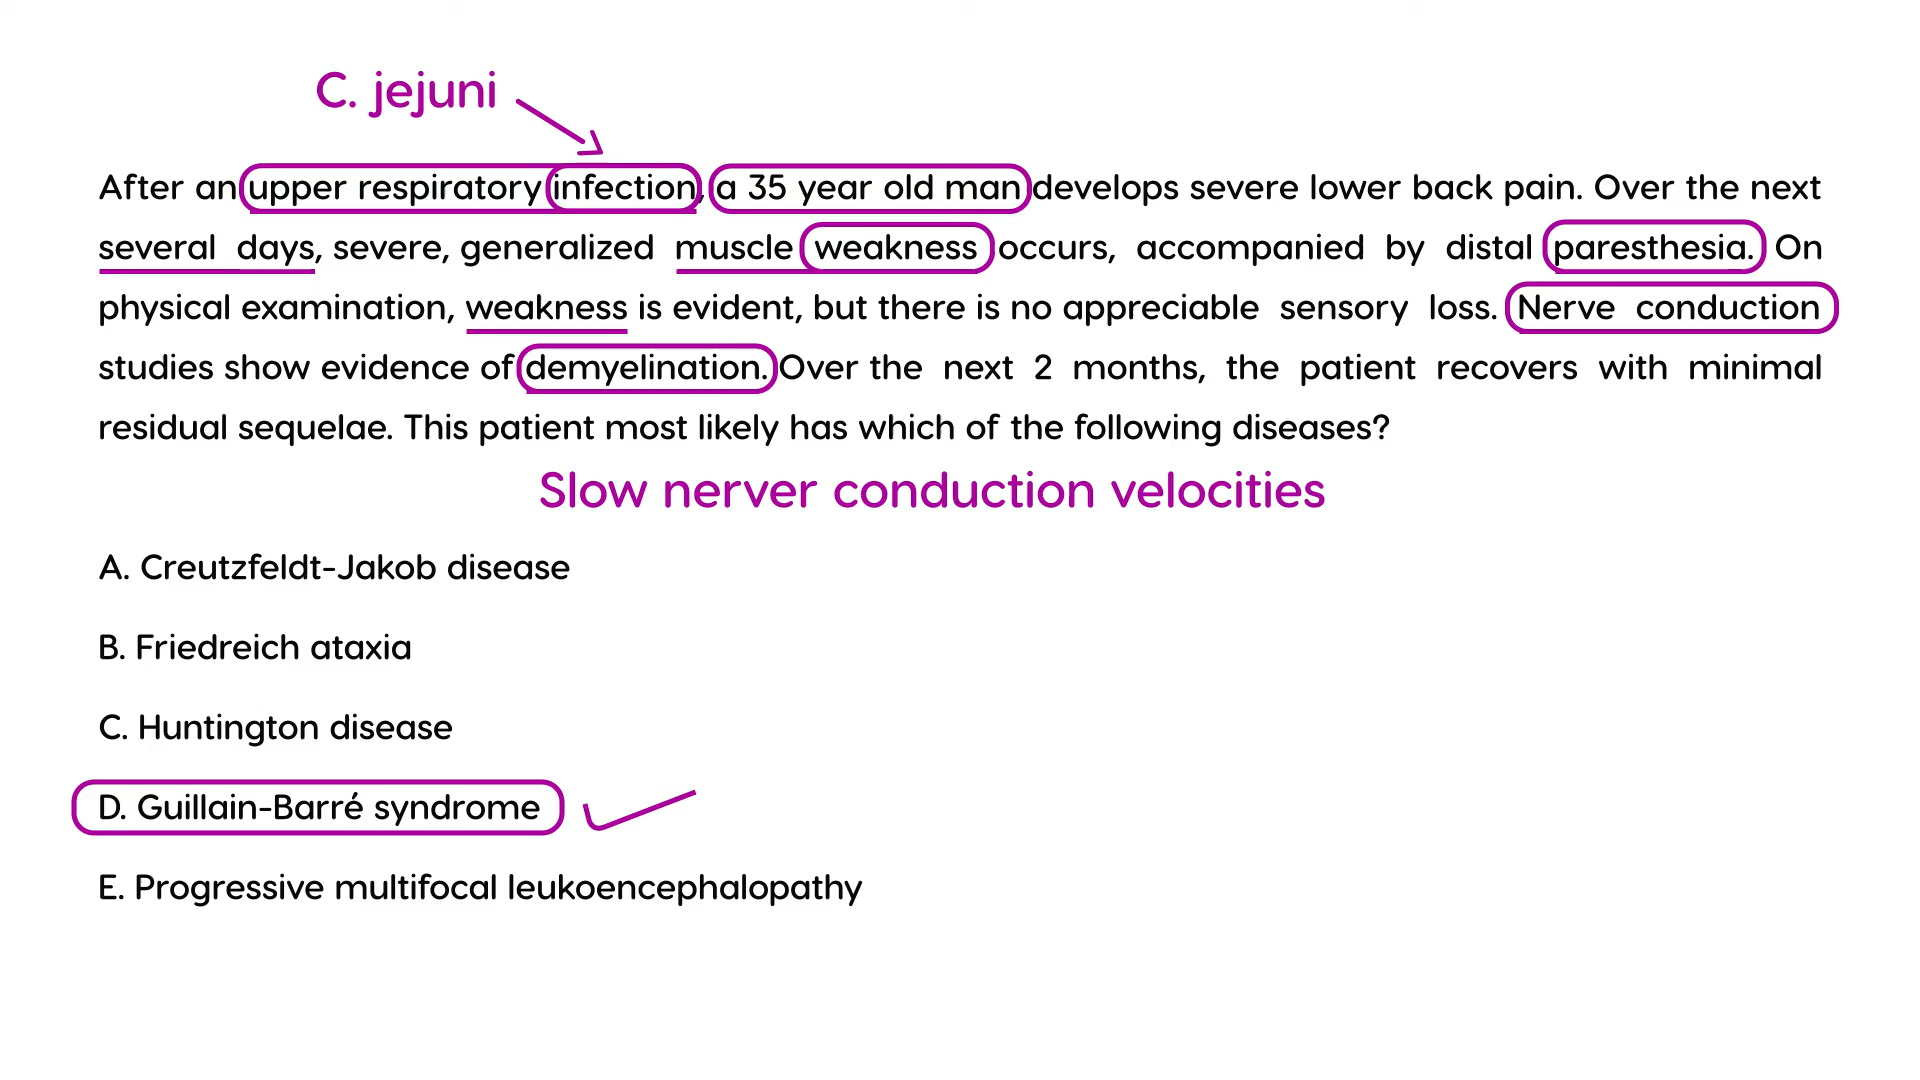 C. jejuni
After an upper respiratory infection, a 35 year old man develops severe lower back pain. Over the next
several days, severe, generalized muscle weakness occurs, accompanied by distal paresthesia. On
physical examination, weakness is evident, but there is no appreciable sensory loss. Nerve conduction
studies show evidence of demyelination. Over the next 2 months, the patient recovers with minimal
residual sequelae. This patient most likely has which of the following diseases?
Slow nerver conduction velocities
A. Creutzfeldt-Jakob disease
B. Friedreich ataxia
C. Huntington disease
D. Guillain-Barré syndrome
E. Progressive multifocal leukoencephalopathy